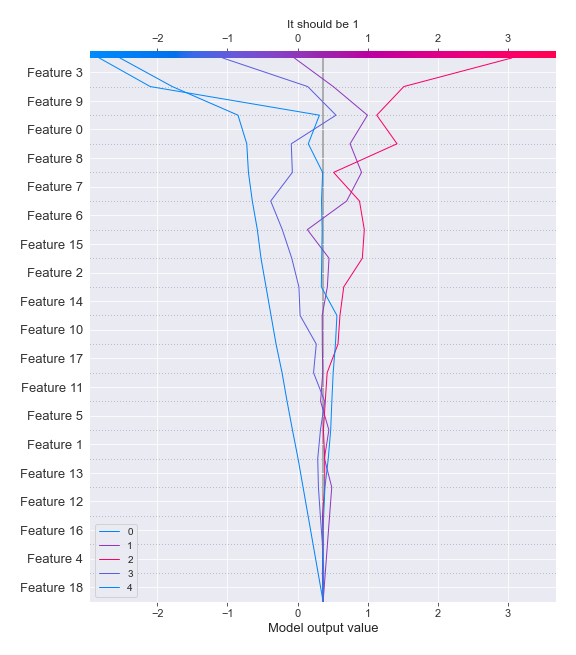 It should be 1
−2 −1 0 1 2 3
Feature 3
Feature 9
Feature 0
Feature 8
Feature 7
Feature 6
Feature 15
Feature 2
Feature 14
Feature 10
Feature 17
Feature 11
Feature 5
Feature 1
Feature 13
Feature 12
Feature 16
Feature 4
Feature 18
0
1
2
3
4
−2 −1 0 1 2 3
Model output value